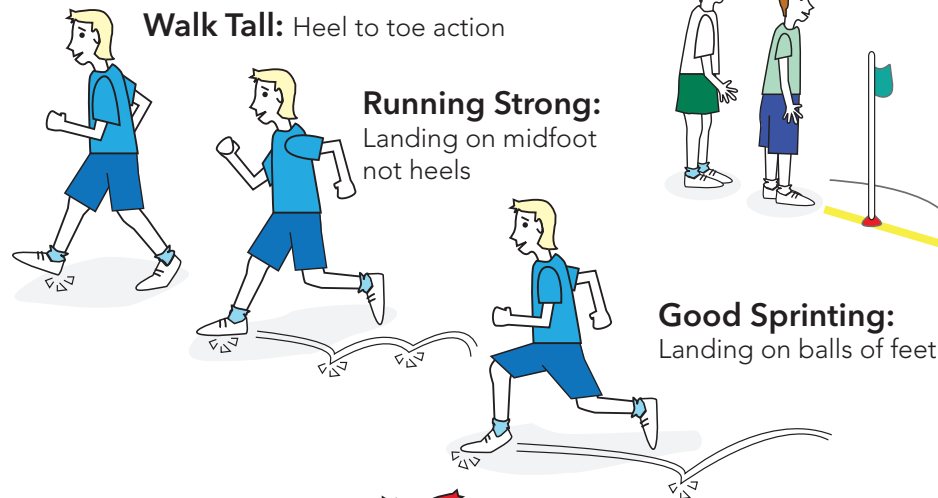 Walk Tall: Heel to toe action
Running Strong:
Landing on midfoot
not heels
Good Sprinting:
Landing on balls of feet